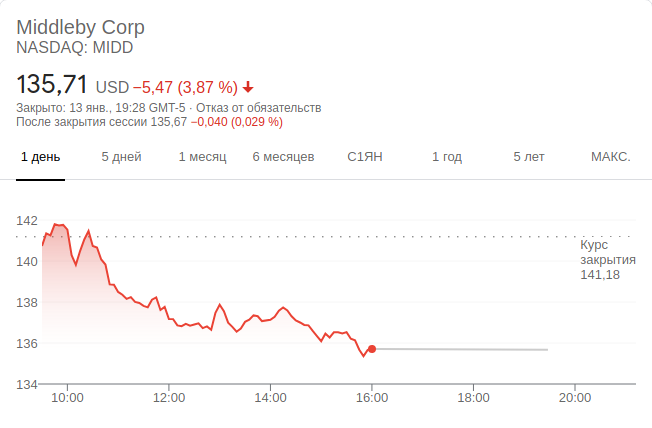 Middleby Corp
NASDAQ: MIDD
135,71 USD −5,47 (3,87 %)
Закрыто: 13 янв., 19:28 GMT-5 · Отказ от обязательств
После закрытия сессии 135,67 −0,040 (0,029 %)
1 день 5 дней 1 месяц 6 месяцев С1ЯН 1 год 5 лет МАКС.
142
Курс
закрытия
141,18
140
138
136
134
10:00 12:00 14:00 16:00 18:00 20:00